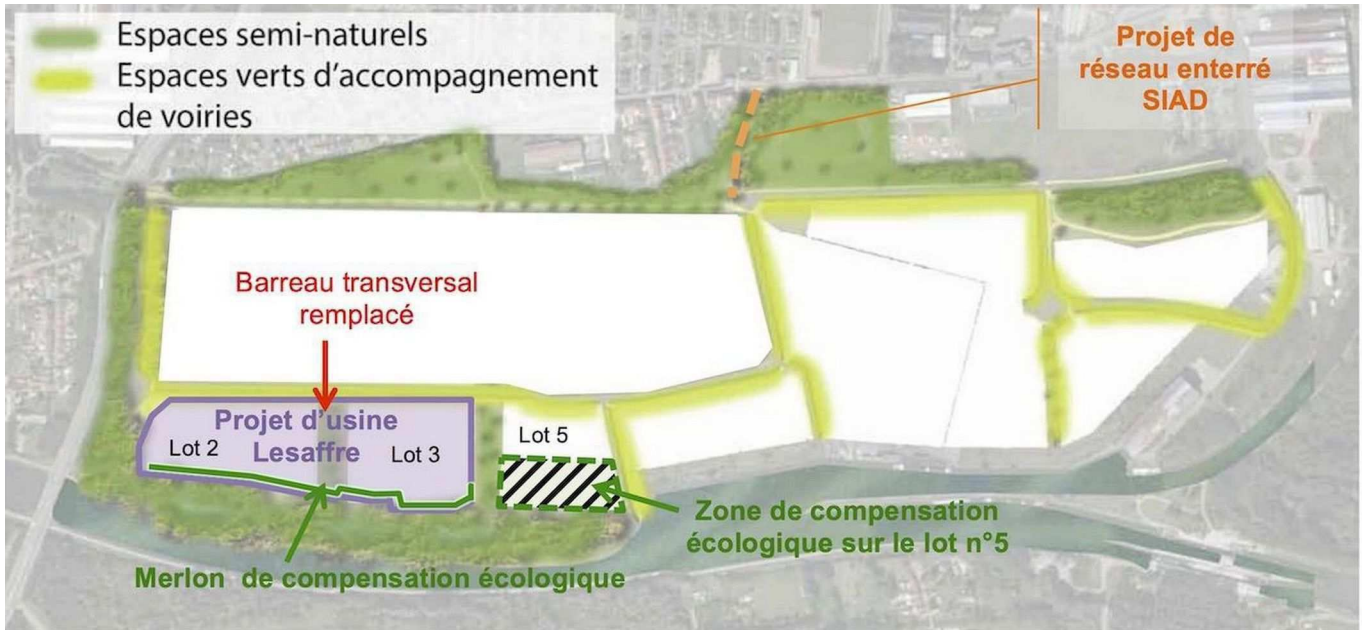 Espaces semi-naturels
Espaces verts d'accompagnement
de voiries
Projet de
réseau enterré
SIAD
Barreau transversal
remplacé
Projet d'usine
Lesaffre
Lot 2
Lot 3
Lot 5
Zone de compensation
écologique sur le lot n°5
Merlon de compensation écologique